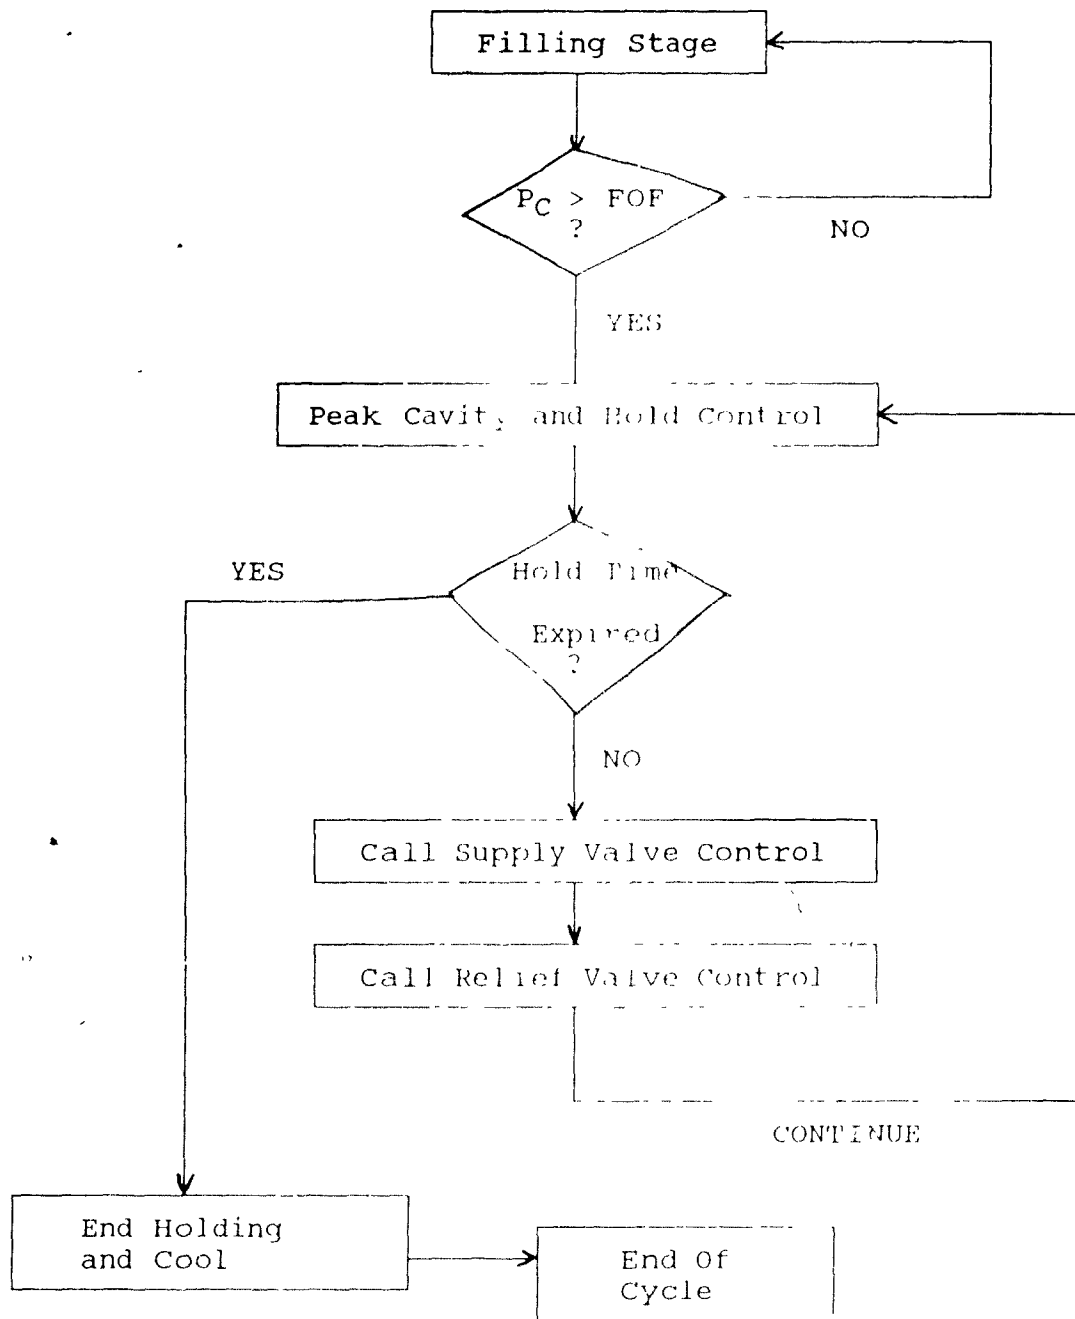 Filling Stage
PC > FOF
?
NO
YES
Peak Cavity and Hold Control
YES
Hold Time
Expired
?
NO
Call Supply Valve Control
Call Relief Valve Control
CONTINUE
End Holding
and Cool
End Of
Cycle